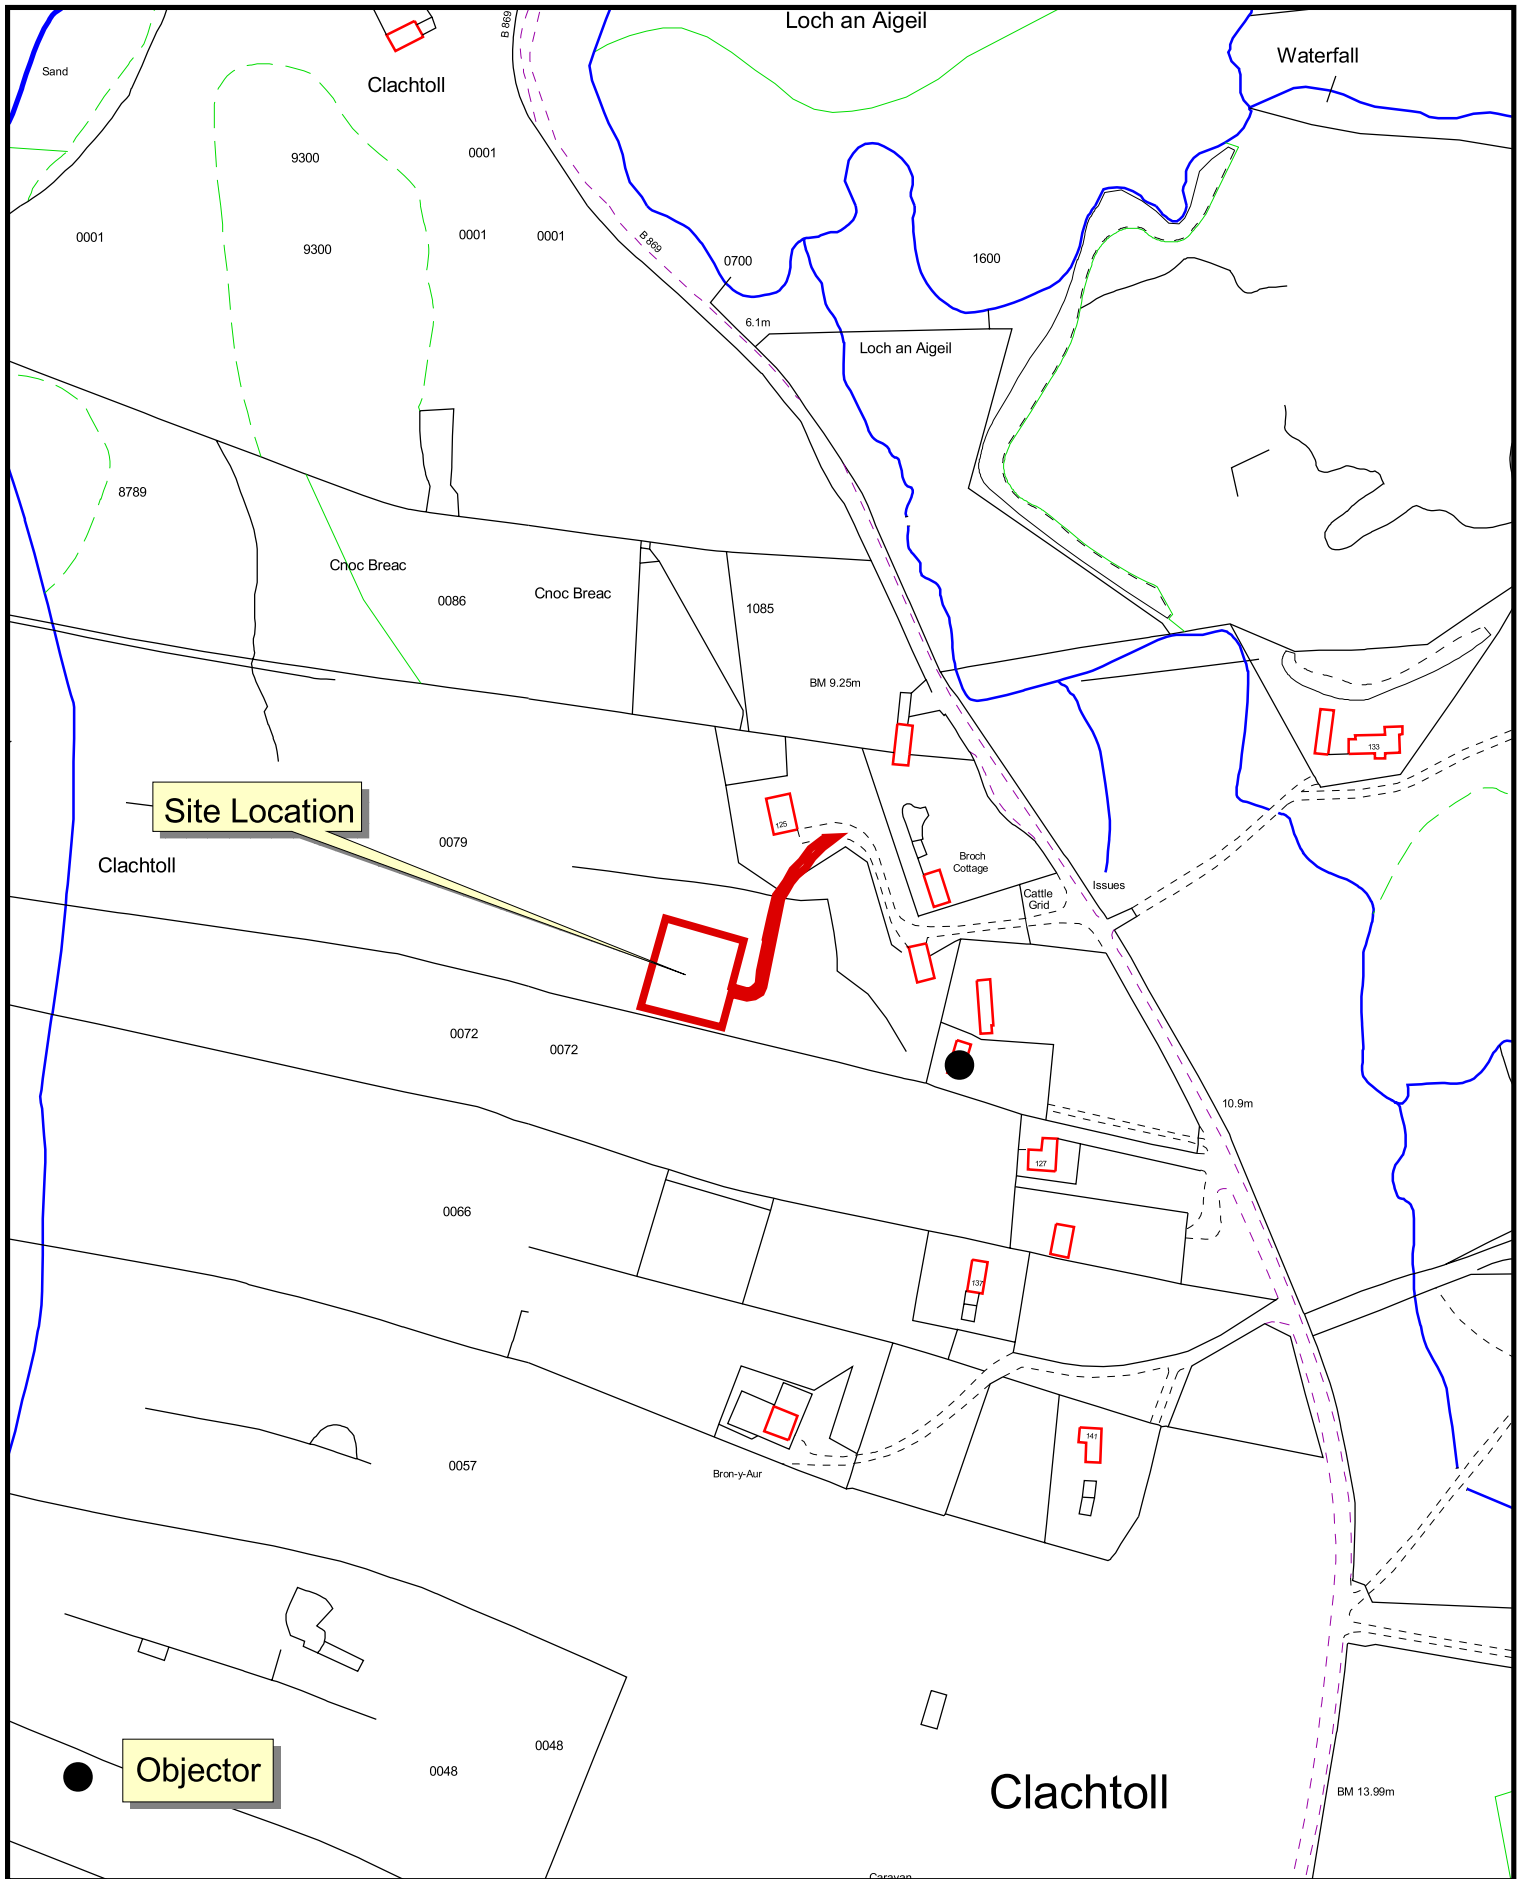 Loch an Aigeil
B 869
Waterfall
Sand
Clachtoll
0001
9300
0001
0001
0001
9300
B 869
0700
1600
6.1m
Loch an Aigeil
8789
Cnoc Breac
Cnoc Breac
0086
1085
BM 9.25m
133
Site Location
125
0079
Clachtoll
Broch
Cottage
Issues
Cattle
Grid
0072
0072
10.9m
127
0066
137
141
0057
Bron-y-Aur
0048
Objector
0048
Clachtoll
BM 13.99m
Caravan